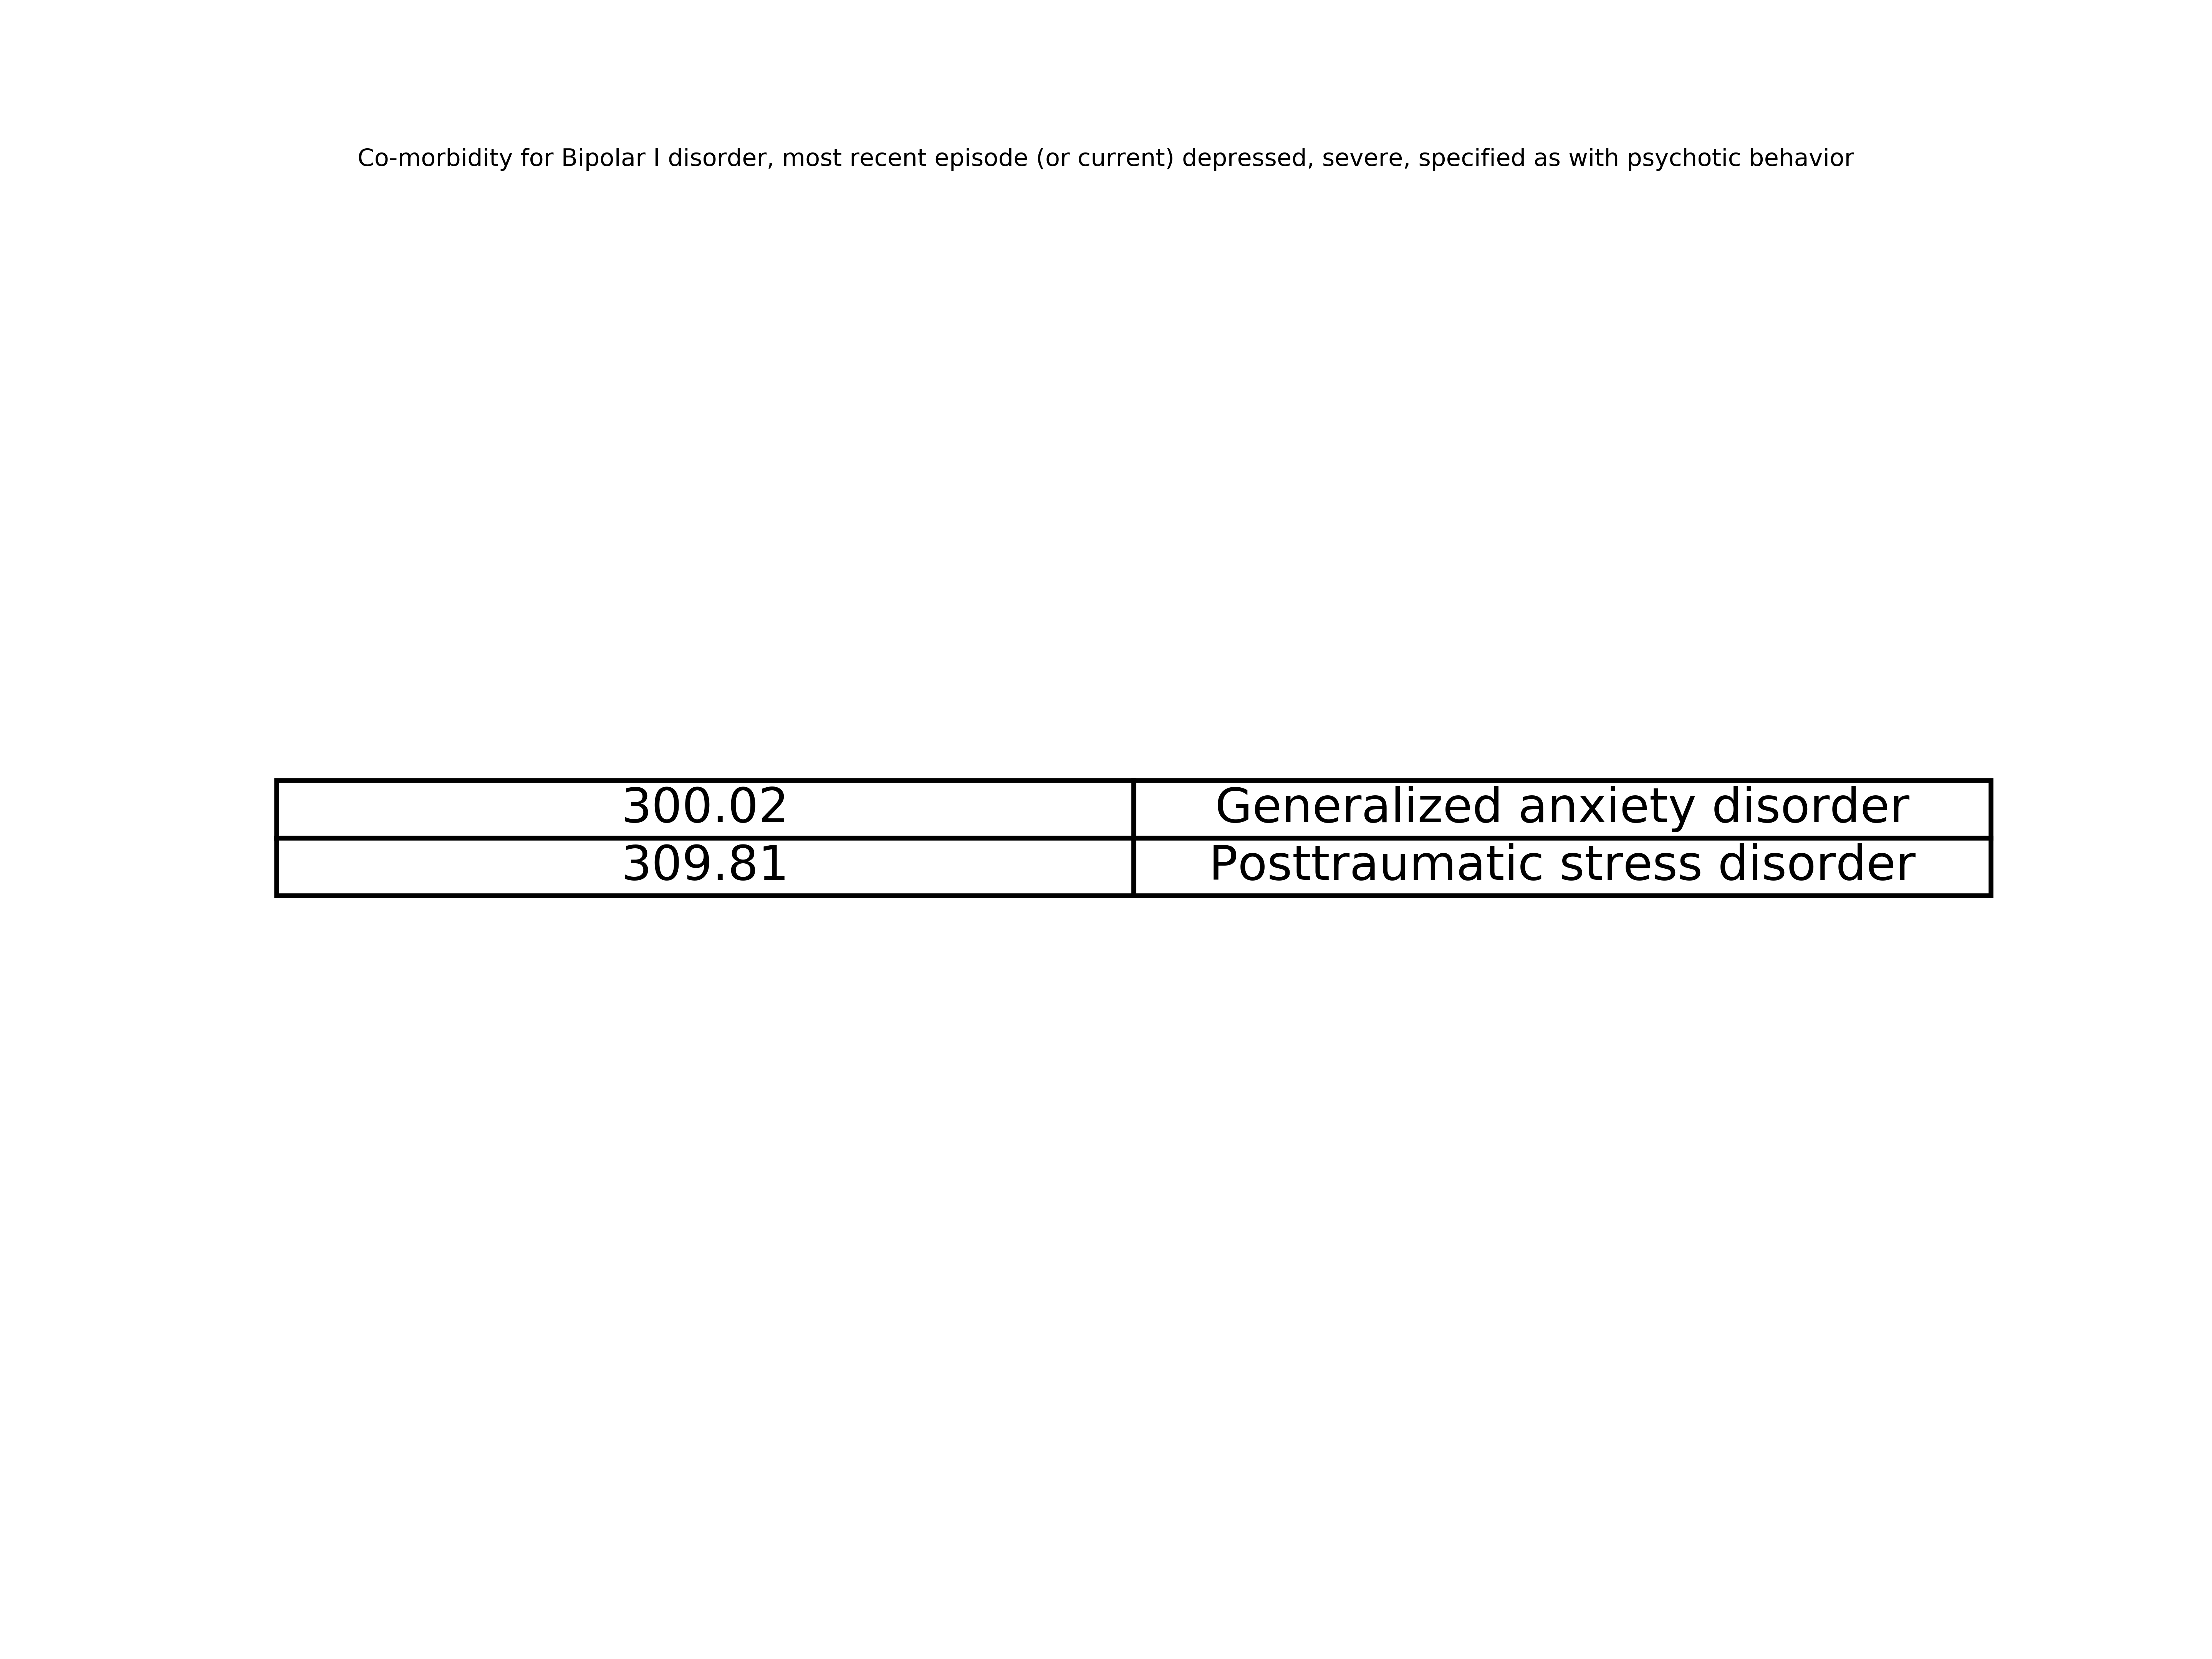 Co-morbidity for Bipolar I disorder, most recent episode (or current) depressed, severe, specified as with psychotic behavior
300.02 Generalized anxiety disorder
309.81 Posttraumatic stress disorder